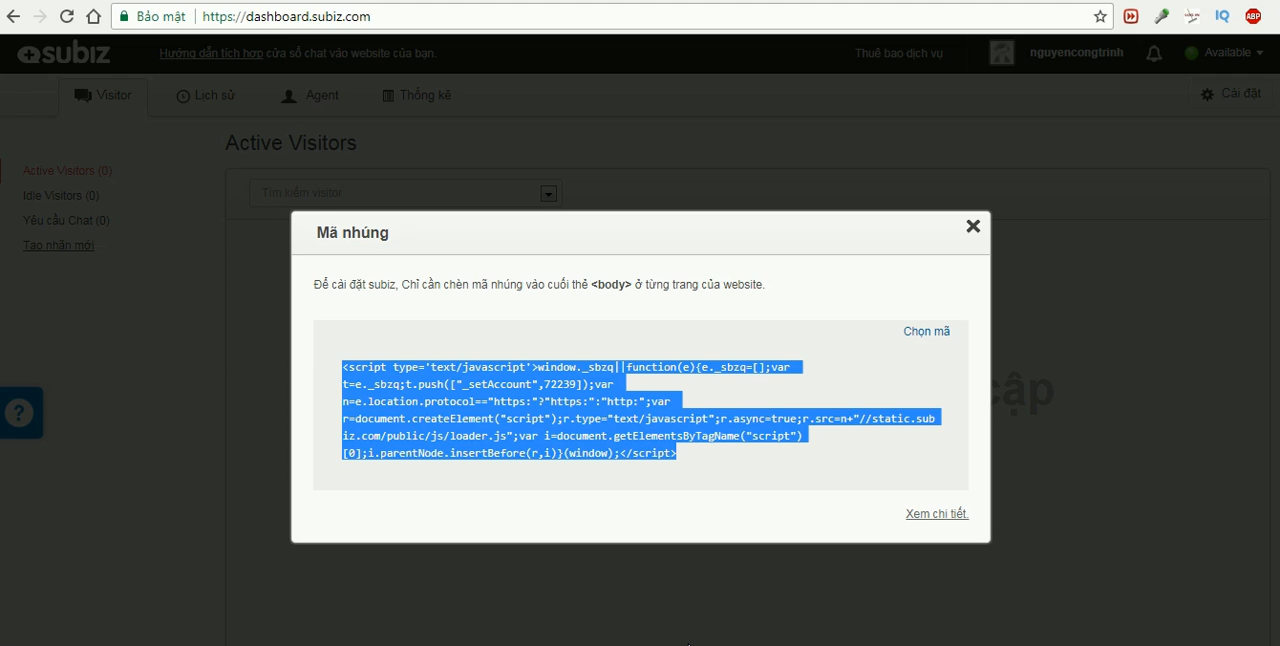 Bảo mật https://dashboard.subiz.com
IQ ABP
subiz Hướng dẫn tích hợp cửa sổ chat vào website của bạn. Thuê bao dịch vụ nguyencongtrinh Available
Visitor Lịch sử Agent Thống kê Cài đặt
Active Visitors
Active Visitors (0)
Idle Visitors (0)
Yêu cầu Chat (0)
Tạo nhãn mới
Tìm kiếm visitor
Mã nhúng
Để cài đặt subiz, Chỉ cần chèn mã nhúng vào cuối thẻ <body> ở từng trang của website.
Chọn mã
<script type='text/javascript'>window._sbzq||function(e){e._sbzq=[];var
t=e._sbzq;t.push(["_setAccount",72239]);var
n=e.location.protocol=="https:"?"https:":"http:";var
r=document.createElement("script");r.type="text/javascript";r.async=true;r.src=n+"//static.sub
iz.com/public/js/loader.js";var i=document.getElementsByTagName("script")
[0];i.parentNode.insertBefore(r,i)}(window);</script>
Xem chi tiết.
cập
?